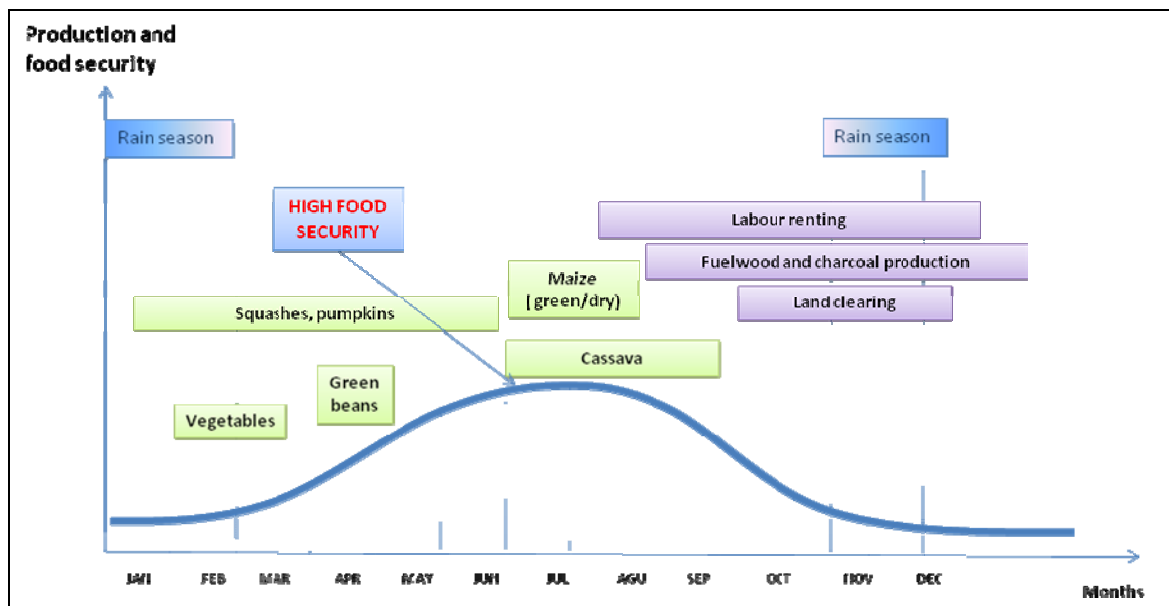 Production and
food security
Rain season
Rain season
HIGH FOOD
SECURITY
Labour renting
Fuelwood and charcoal production
Land clearing
Maize
(green/dry)
Squashes, pumpkins
Cassava
Green
beans
Vegetables
JAN FEB MAR APR MAY JUN JUL AGU SEP OCT NOV DEC
Months